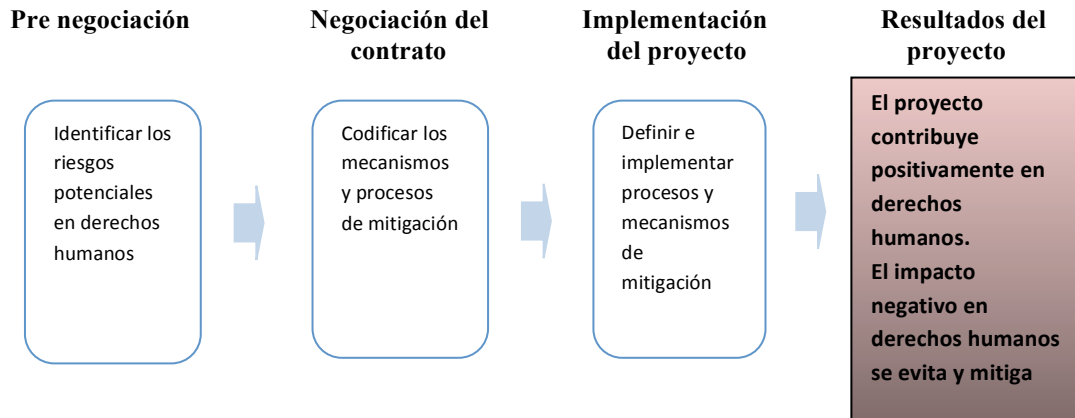 Pre negociación
Negociación del
contrato
Implementación
del proyecto
Resultados del
proyecto
Identificar los
riesgos
potenciales
en derechos
humanos
Codificar los
mecanismos
y procesos
de mitigación
Definir e
implementar
procesos y
mecanismos
de
mitigación
El proyecto
contribuye
positivamente en
derechos
humanos.
El impacto
negativo en
derechos humanos
se evita y mitiga